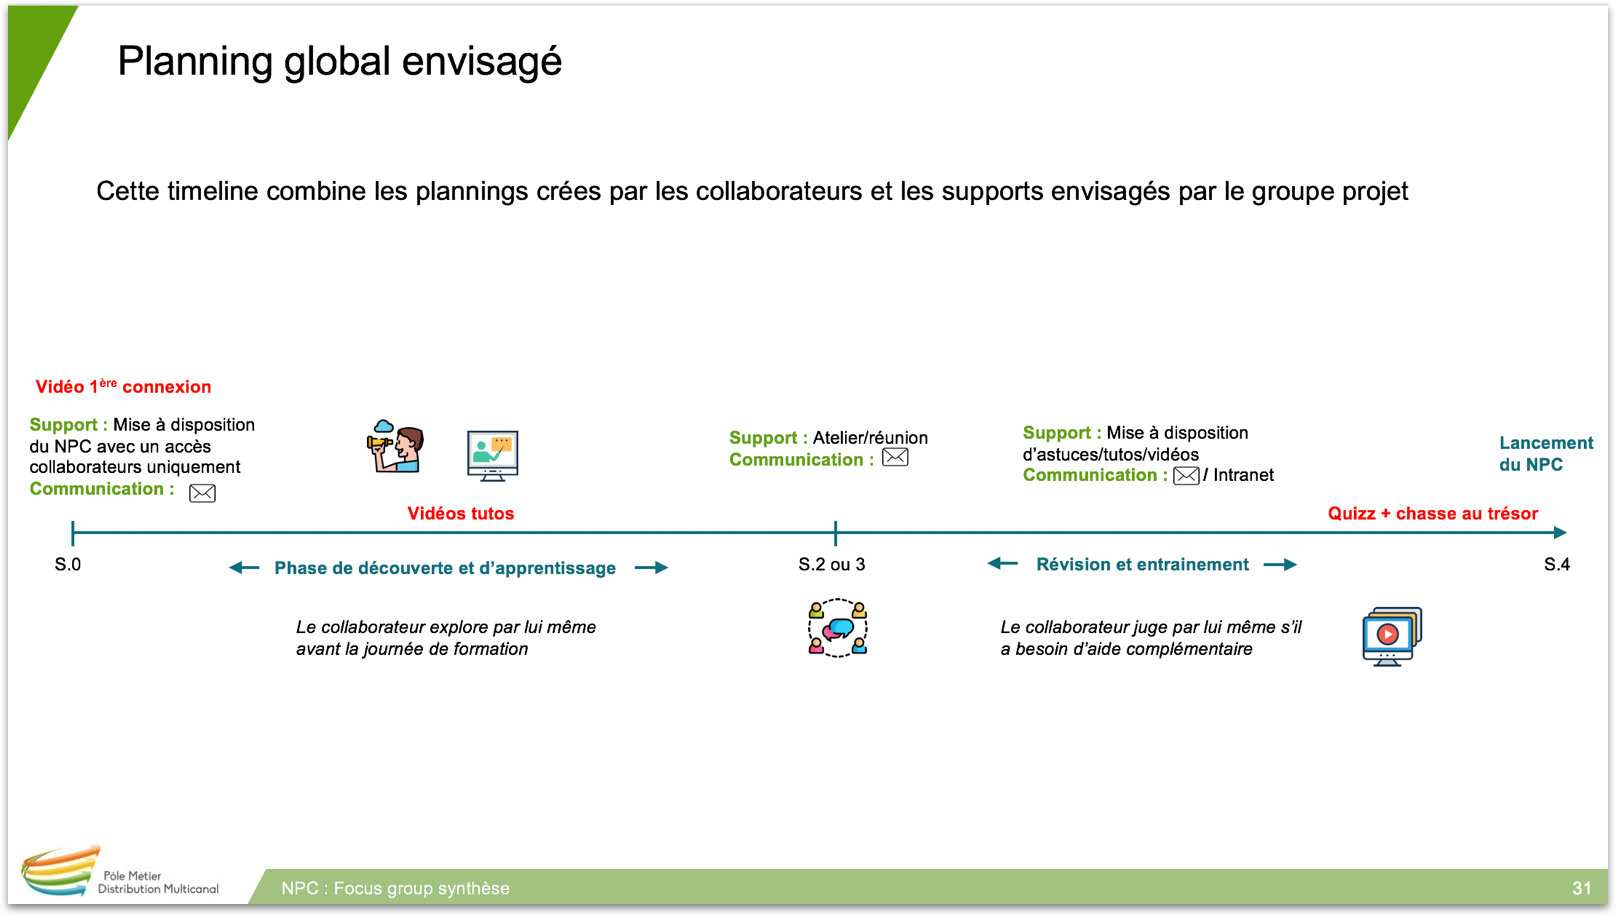 Planning global envisagé
Cette timeline combine les plannings crées par les collaborateurs et les supports envisagés par le groupe projet
Vidéo 1ère connexion
Support : Mise à disposition
du NPC avec un accès
collaborateurs uniquement
Communication :
Vidéos tutos
Support : Atelier/réunion
Communication :
Support : Mise à disposition
d'astuces/tutos/vidéos
Communication : / Intranet
Lancement
du NPC
Quizz + chasse au trésor
S.0
Phase de découverte et d'apprentissage
S.2 ou 3
Révision et entrainement
S.4
Le collaborateur explore par lui même
avant la journée de formation
Le collaborateur juge par lui même s'il
a besoin d'aide complémentaire
Pôle Métier
Distribution Multicanal
NPC : Focus group synthèse
31